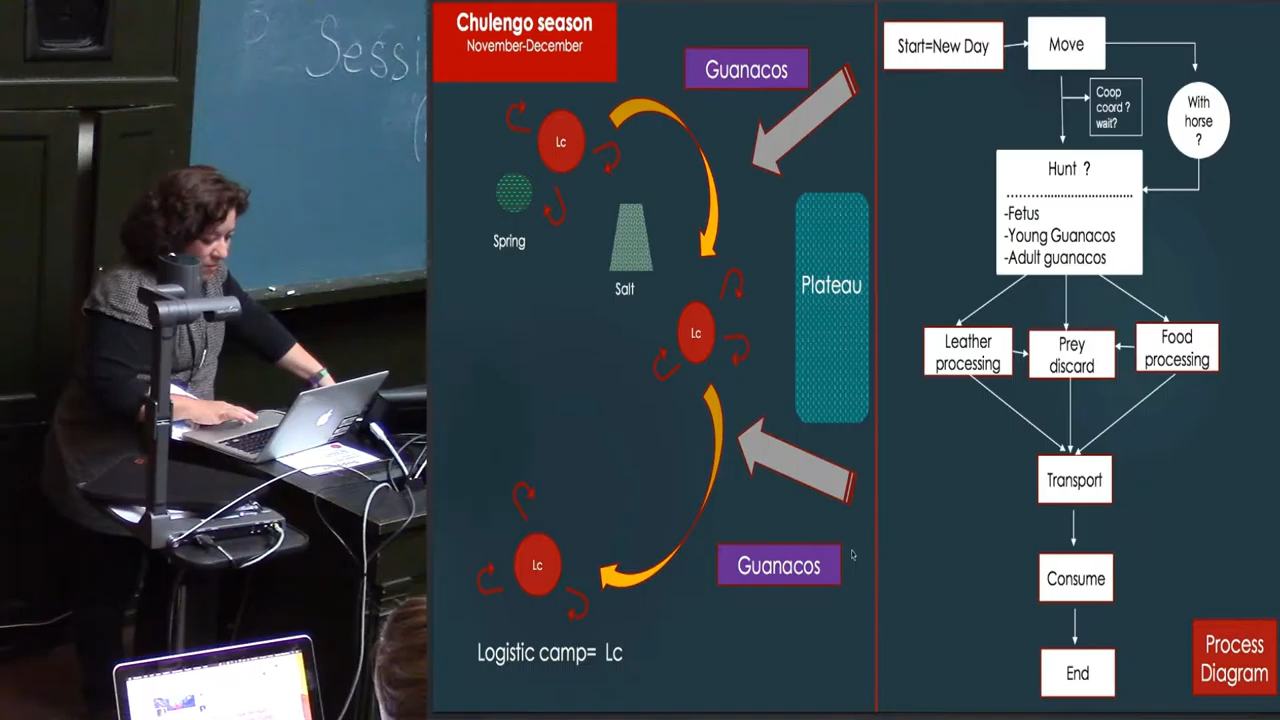 P Sessi
Chulengo season
November-December
Guanacos
Lc
Spring
Salt
Plateau
Lc
Lc
Guanacos
Logistic camp= Lc
Start=New Day
Move
Coop
coord ?
wait?
With
horse
?
Hunt ?
-Fetus
-Young Guanacos
-Adult guanacos
Leather
processing
Prey
discard
Food
processing
Transport
Consume
End
Process
Diagram